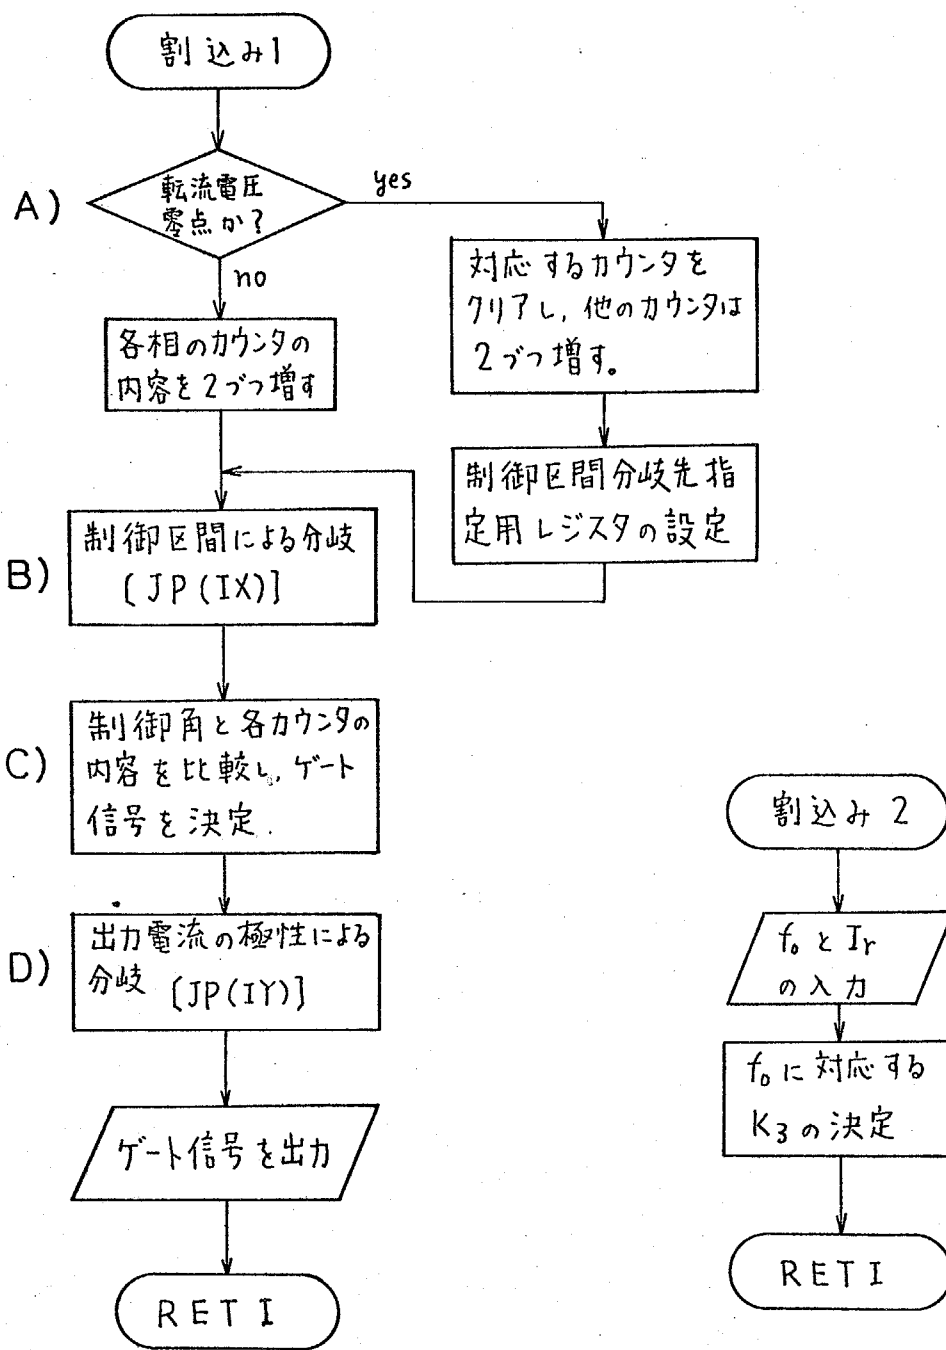 割込み1
A)
転流電圧
零点か?
yes
no
対応するカウンタを
クリアし,他のカウンタは
2づつ増す。
各相のカウンタの
内容を2づつ増す
制御区間分岐先指
定用レジスタの設定
B)
制御区間による分岐
[JP(IX)]
C)
制御角と各カウンタの
内容を比較し,ゲート
信号を決定.
D)
出力電流の極性による
分岐 [JP(IY)]
ゲート信号を出力
RETI
割込み2
f₀とIr
の入力
f₀に対応する
K₃の決定
RETI